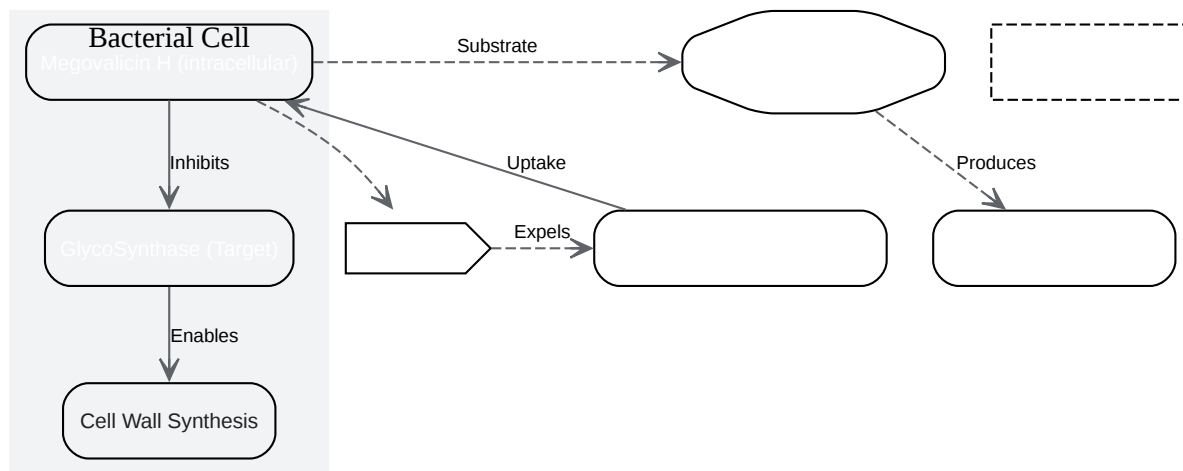 Bacterial Cell
Megovalicin H (intracellular)
Substrate
Inhibits
Uptake
Produces
GlycoSynthase (Target)
Expels
Enables
Cell Wall Synthesis